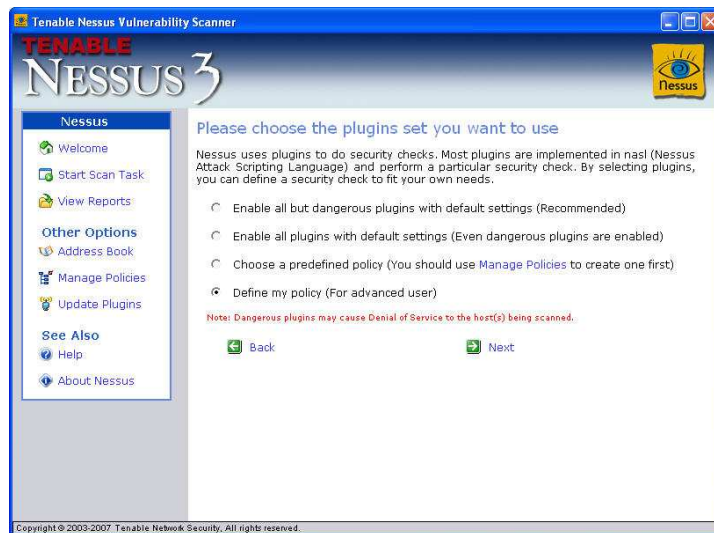 Tenable Nessus Vulnerability Scanner
TENABLE
NESSUS 3
Nessus
Nessus
Welcome
Start Scan Task
View Reports
Other Options
Address Book
Manage Policies
Update Plugins
See Also
Help
About Nessus
Please choose the plugins set you want to use
Nessus uses plugins to do security checks. Most plugins are implemented in nasl (Nessus
Attack Scripting Language) and perform a particular security check. By selecting plugins,
you can define a security check to fit your own needs.
Enable all but dangerous plugins with default settings (Recommended)
Enable all plugins with default settings (Even dangerous plugins are enabled)
Choose a predefined policy (You should use Manage Policies to create one first)
Define my policy (For advanced user)
Note: Dangerous plugins may cause Denial of Service to the host(s) being scanned.
Back
Next
Copyright © 2003-2007 Tenable Network Security, All rights reserved.